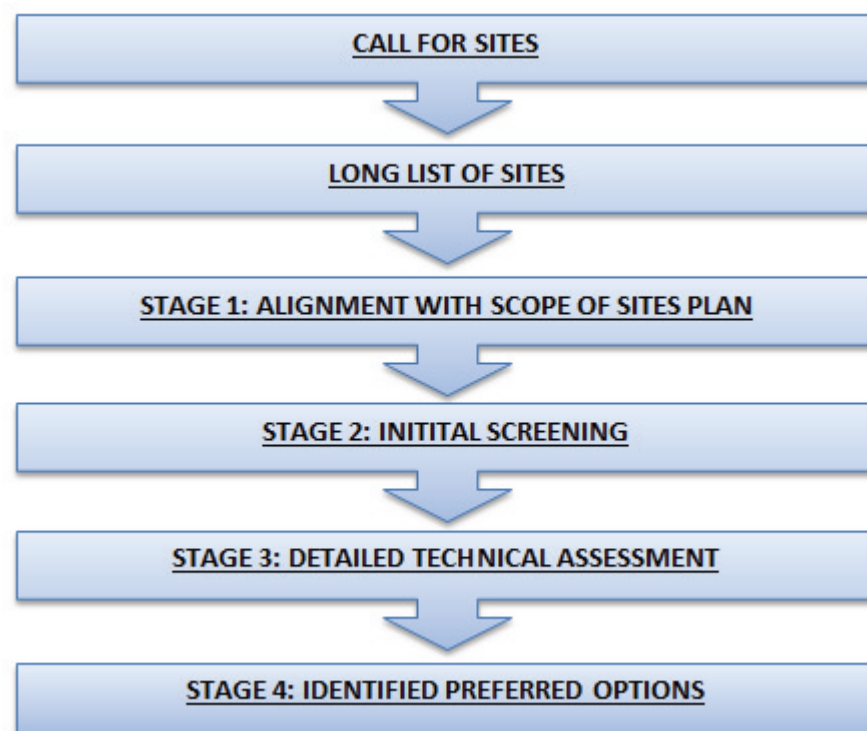 CALL FOR SITES
LONG LIST OF SITES
STAGE 1: ALIGNMENT WITH SCOPE OF SITES PLAN
STAGE 2: INITITAL SCREENING
STAGE 3: DETAILED TECHNICAL ASSESSMENT
STAGE 4: IDENTIFIED PREFERRED OPTIONS